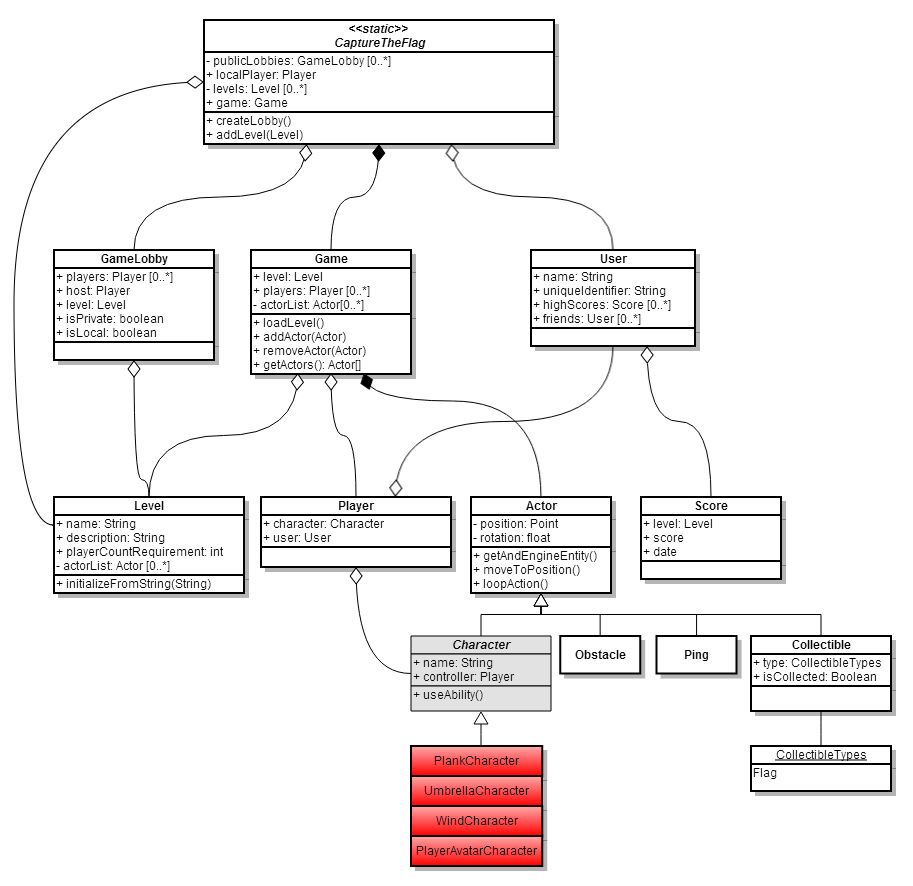 <<static>>
CaptureTheFlag
- publicLobbies: GameLobby [0..*]
+ localPlayer: Player
- levels: Level [0..*]
+ game: Game
+ createLobby()
+ addLevel(Level)
GameLobby
+ players: Player [0..*]
+ host: Player
+ level: Level
+ isPrivate: boolean
+ isLocal: boolean
Game
+ level: Level
+ players: Player [0..*]
- actorList: Actor[0..*]
+ loadLevel()
+ addActor(Actor)
+ removeActor(Actor)
+ getActors(): Actor[]
User
+ name: String
+ uniqueIdentifier: String
+ highScores: Score [0..*]
+ friends: User [0..*]
Level
+ name: String
+ description: String
+ playerCountRequirement: int
- actorList: Actor [0..*]
+ initializeFromString(String)
Player
+ character: Character
+ user: User
Actor
- position: Point
- rotation: float
+ getAndEngineEntity()
+ moveToPosition()
+ loopAction()
Score
+ level: Level
+ score
+ date
Character
+ name: String
+ controller: Player
+ useAbility()
Obstacle
Ping
Collectible
+ type: CollectibleTypes
+ isCollected: Boolean
CollectibleTypes
Flag
PlankCharacter
UmbrellaCharacter
WindCharacter
PlayerAvatarCharacter